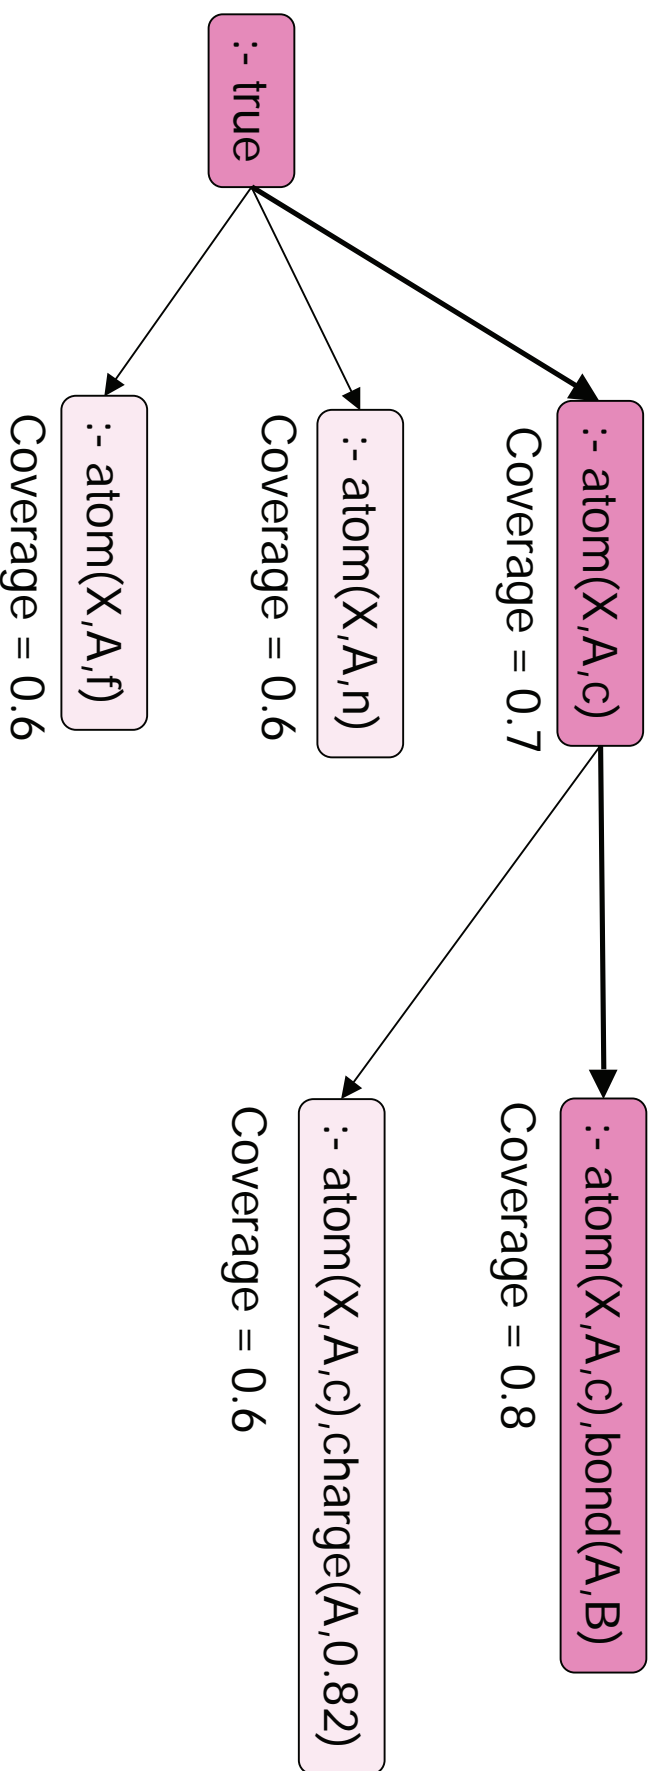 :- true
:- atom(X,A,c)
Coverage = 0.7
:- atom(X,A,n)
Coverage = 0.6
:- atom(X,A,f)
Coverage = 0.6
:- atom(X,A,c),bond(A,B)
Coverage = 0.8
:- atom(X,A,c),charge(A,0.82)
Coverage = 0.6